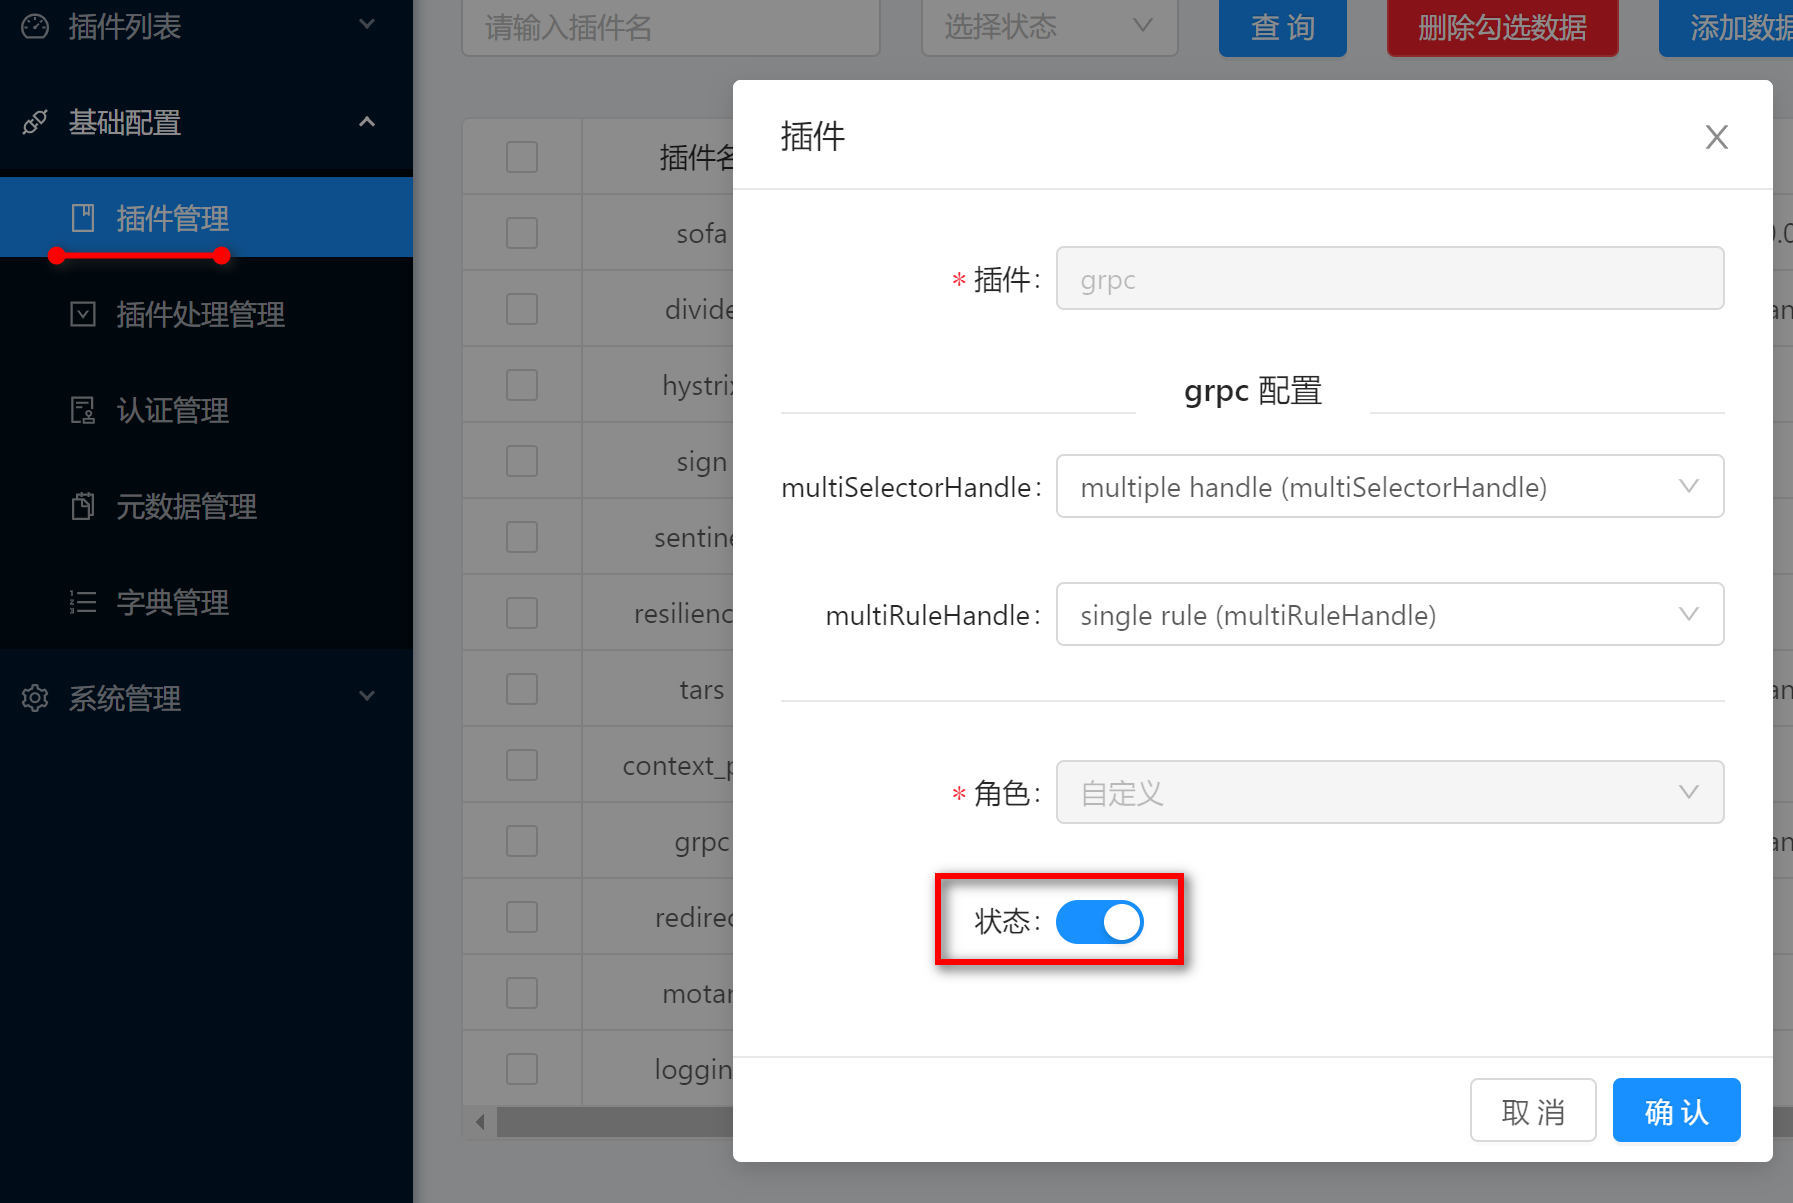 插件列表
基础配置
插件管理
插件处理管理
认证管理
元数据管理
字典管理
系统管理
请输入插件名
选择状态
查 询
删除勾选数据
添加数据
插件名
sofa
divide
hystrix
sign
sentine
resilienc
tars
context_p
grpc
redirec
motan
loggin
插件
* 插件:
grpc
grpc 配置
multiSelectorHandle:
multiple handle (multiSelectorHandle)
multiRuleHandle:
single rule (multiRuleHandle)
* 角色:
自定义
状态:
取 消
确 认